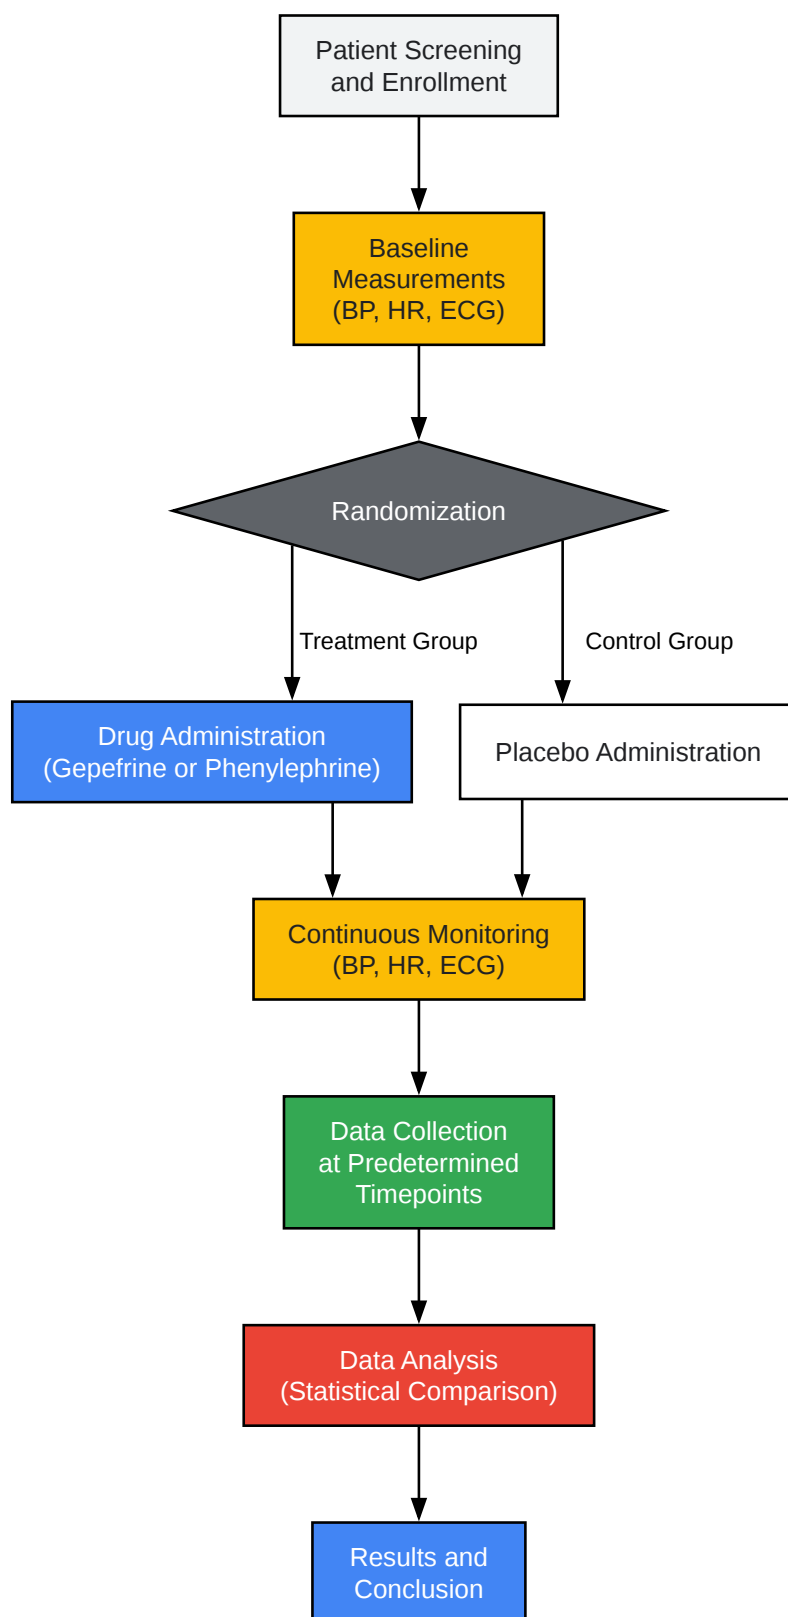 Patient Screening
and Enrollment
Baseline
Measurements
(BP, HR, ECG)
Randomization
Treatment Group
Control Group
Drug Administration
(Gepefrine or Phenylephrine)
Placebo Administration
Continuous Monitoring
(BP, HR, ECG)
Data Collection
at Predetermined
Timepoints
Data Analysis
(Statistical Comparison)
Results and
Conclusion